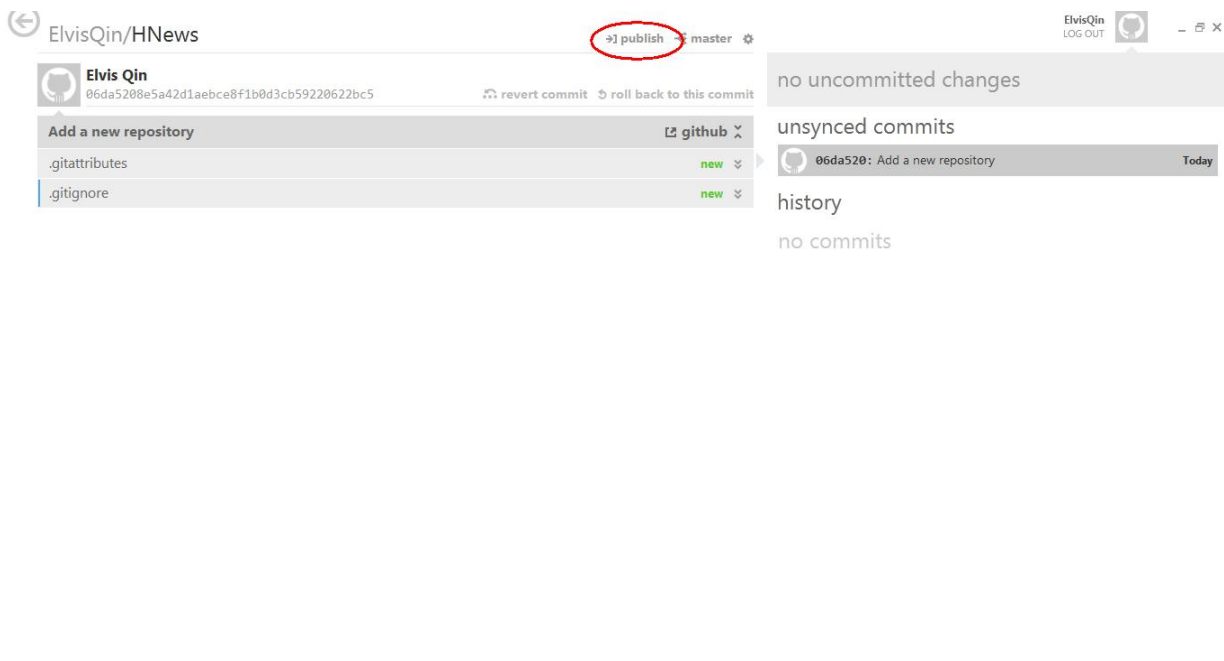 ElvisQin/HNews
publish master
ElvisQin
LOG OUT
Elvis Qin
06da5208e5a42d1aebce8f1b0d3cb59220622bc5
revert commit roll back to this commit
Add a new repository github
.gitattributes new
.gitignore new
no uncommitted changes
unsynced commits
06da520: Add a new repository Today
history
no commits